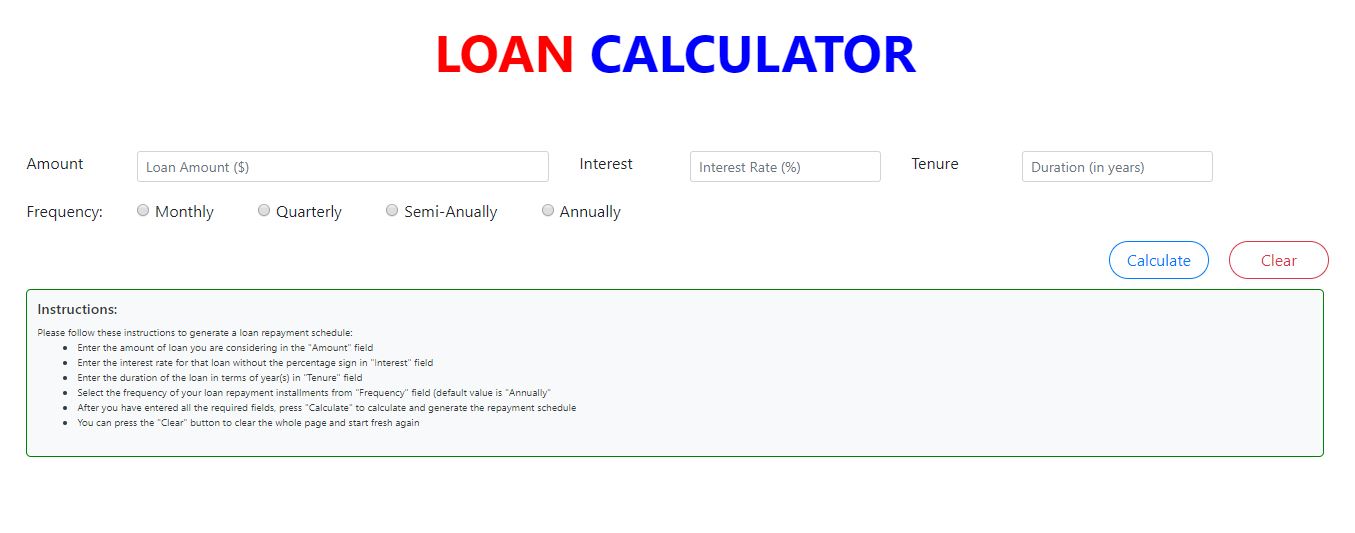 LOAN CALCULATOR
Amount Loan Amount ($) Interest Interest Rate (%) Tenure Duration (in years)
Frequency: Monthly Quarterly Semi-Anually Annually
Calculate Clear
Instructions:
Please follow these instructions to generate a loan repayment schedule:
• Enter the amount of loan you are considering in the "Amount" field
• Enter the interest rate for that loan without the percentage sign in "Interest" field
• Enter the duration of the loan in terms of year(s) in "Tenure" field
• Select the frequency of your loan repayment installments from "Frequency" field (default value is "Annually"
• After you have entered all the required fields, press "Calculate" to calculate and generate the repayment schedule
• You can press the "Clear" button to clear the whole page and start fresh again